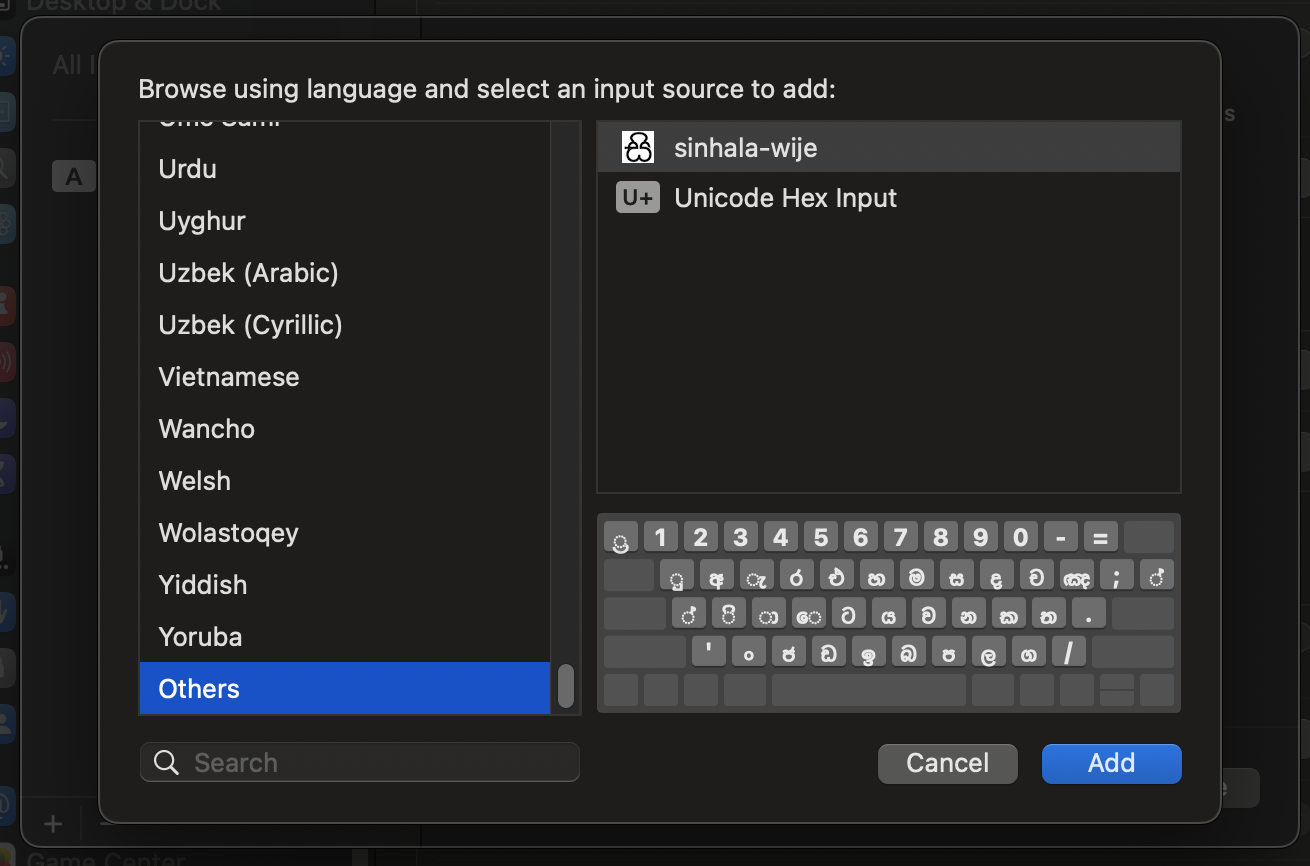 Desktop & Dock
All I
A
Browse using language and select an input source to add:
Urdu
Uyghur
Uzbek (Arabic)
Uzbek (Cyrillic)
Vietnamese
Wancho
Welsh
Wolastoqey
Yiddish
Yoruba
Others
Search
sinhala-wije
U+ Unicode Hex Input
්‍ර 1 2 3 4 5 6 7 8 9 0 - =
ු අ ැ ර එ හ ම ස ද ච ඤ ; ්
් ි ා ෙ ට ය ව න ක ත .
' ං ජ ඩ ඉ බ ප ල ග /
Cancel
Add
s
e
+
Game Center